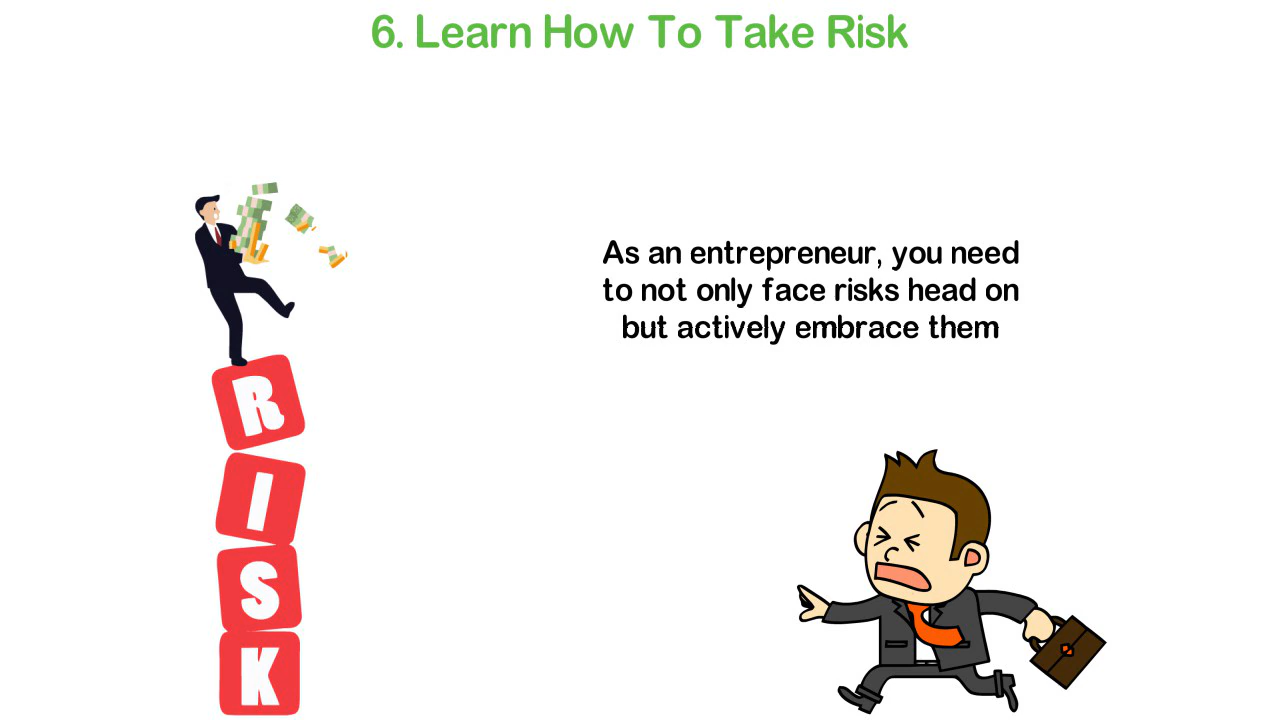 6. Learn How To Take Risk
As an entrepreneur, you need
to not only face risks head on
but actively embrace them
R
I
S
K